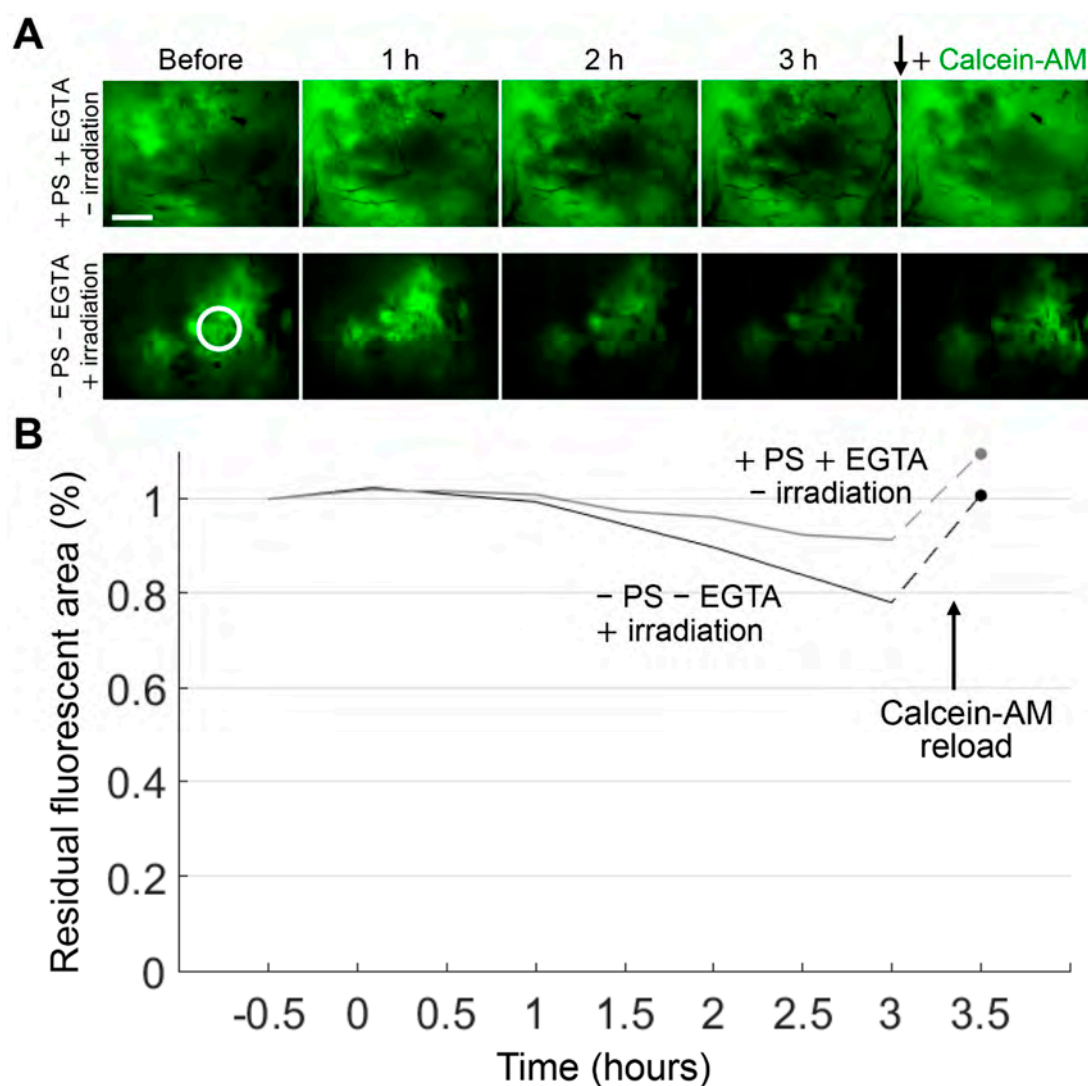 A
Before 1 h 2 h 3 h + Calcein-AM
+ PS + EGTA
− irradiation
− PS − EGTA
+ irradiation
B
Residual fluorescent area (%)
1
0.8
0.6
0.4
0.2
0
+ PS + EGTA
− irradiation
− PS − EGTA
+ irradiation
Calcein-AM
reload
-0.5 0 0.5 1 1.5 2 2.5 3 3.5
Time (hours)